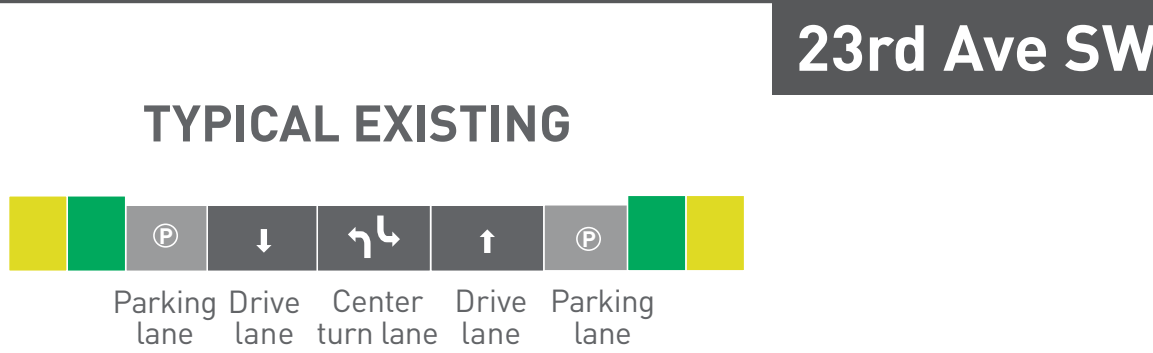 23rd Ave SW
TYPICAL EXISTING
P
P
Parking lane
Drive lane
Center turn lane
Drive lane
Parking lane